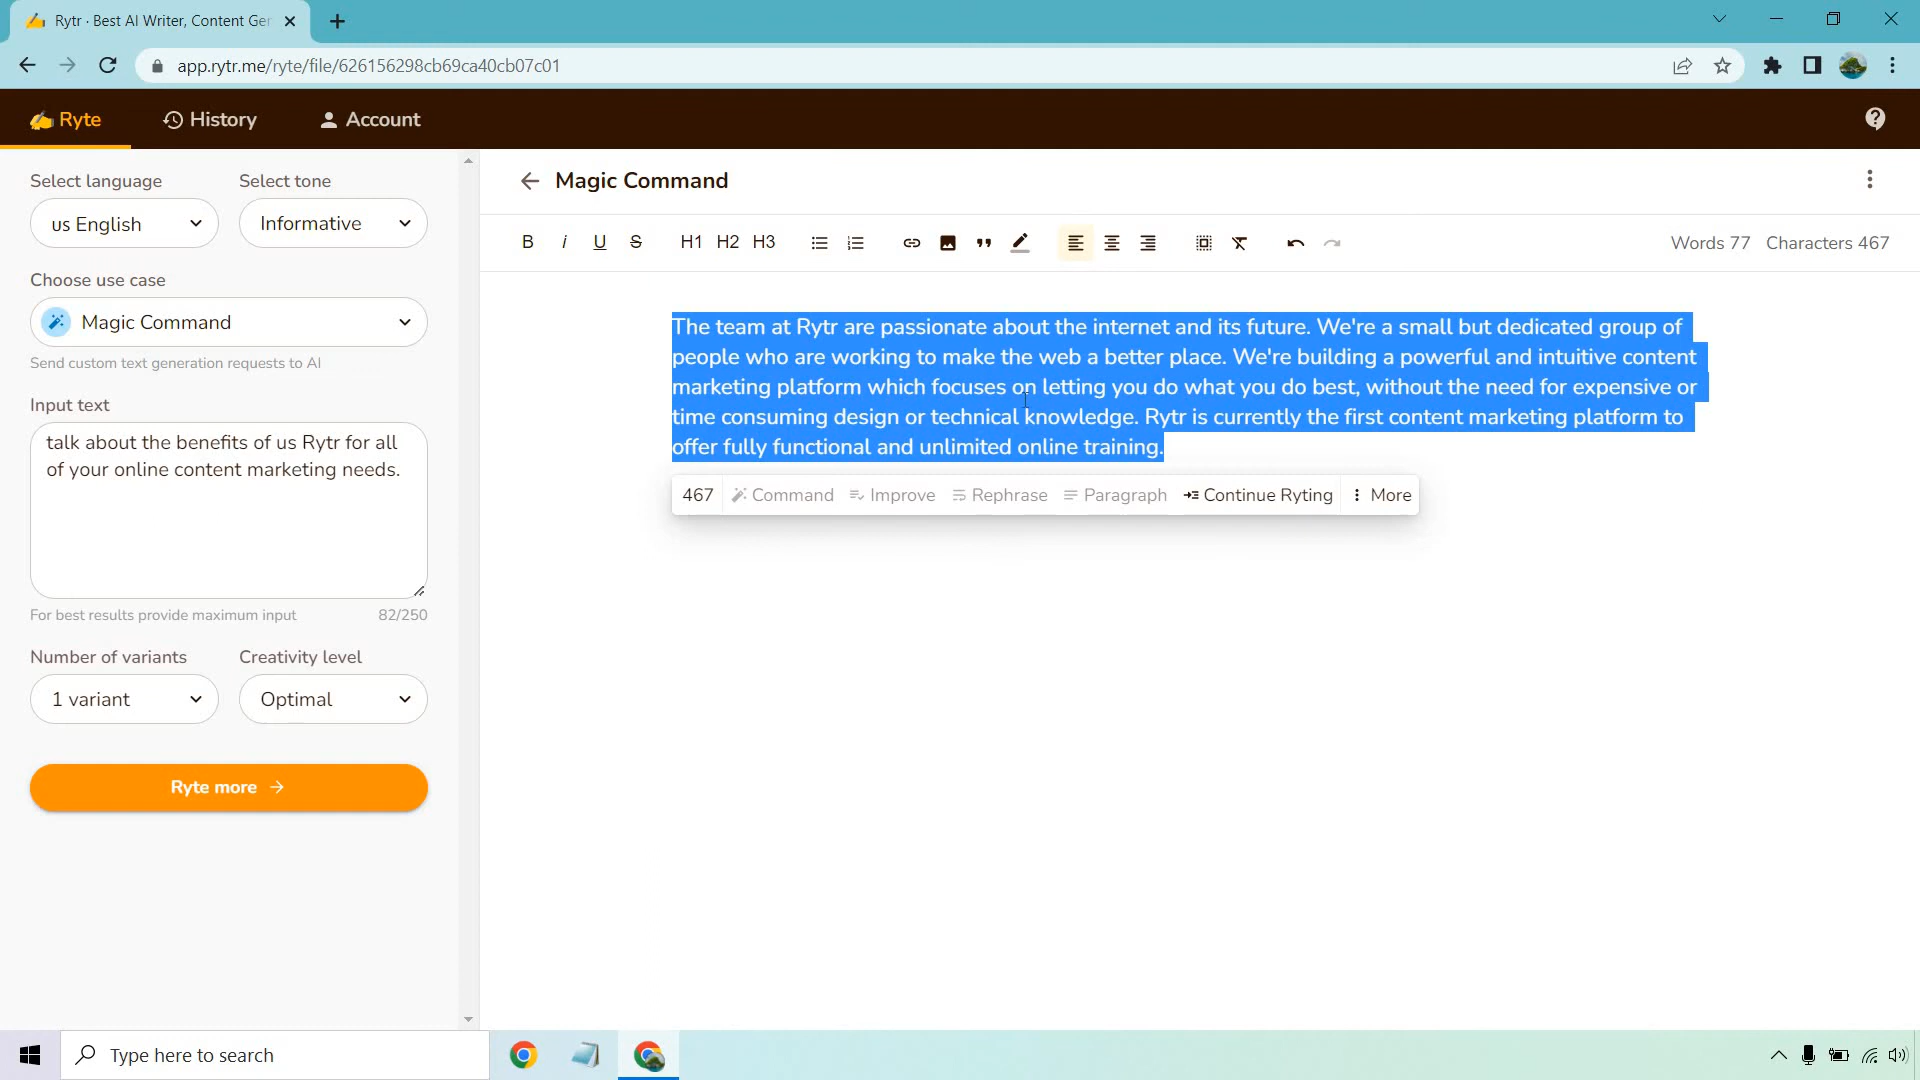 Rytr · Best AI Writer, Content Ger
app.rytr.me/ryte/file/626156298cb69ca40cb07c01
Ryte
History
Account
Select language
Select tone
us English
Informative
Choose use case
Magic Command
Send custom text generation requests to AI
Input text
talk about the benefits of us Rytr for all
of your online content marketing needs.
For best results provide maximum input
82/250
Number of variants
Creativity level
1 variant
Optimal
Ryte more
Magic Command
B i U S H1 H2 H3
Words 77 Characters 467
The team at Rytr are passionate about the internet and its future. We're a small but dedicated group of
people who are working to make the web a better place. We're building a powerful and intuitive content
marketing platform which focuses on letting you do what you do best, without the need for expensive or
time consuming design or technical knowledge. Rytr is currently the first content marketing platform to
offer fully functional and unlimited online training.
467 Command Improve Rephrase Paragraph Continue Ryting More
Type here to search